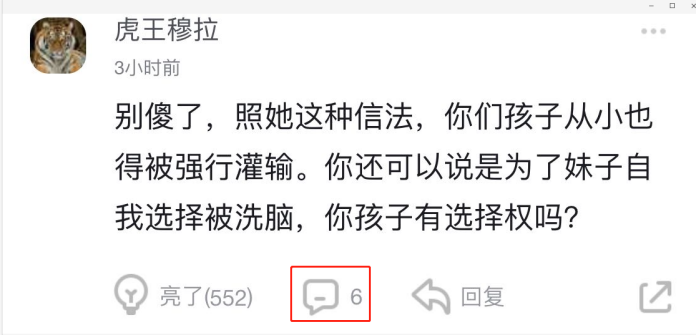 虎王穆拉
3小时前
别傻了，照她这种信法，你们孩子从小也
得被强行灌输。你还可以说是为了妹子自
我选择被洗脑，你孩子有选择权吗？
亮了(552) 6 回复